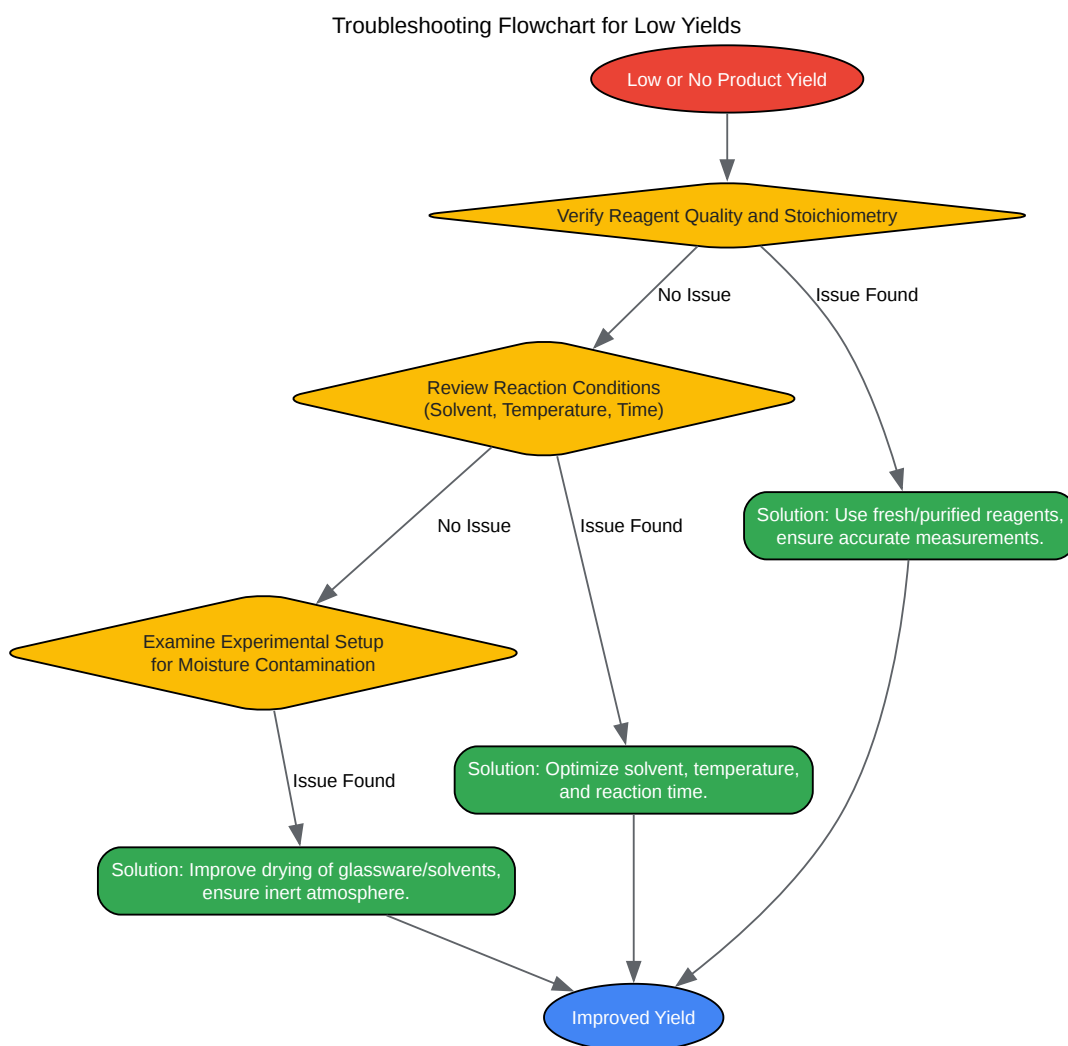 Troubleshooting Flowchart for Low Yields
Low or No Product Yield
Verify Reagent Quality and Stoichiometry
No Issue
Issue Found
Review Reaction Conditions
(Solvent, Temperature, Time)
Solution: Use fresh/purified reagents,
ensure accurate measurements.
No Issue
Issue Found
Examine Experimental Setup
for Moisture Contamination
Issue Found
Solution: Optimize solvent, temperature,
and reaction time.
Solution: Improve drying of glassware/solvents,
ensure inert atmosphere.
Improved Yield